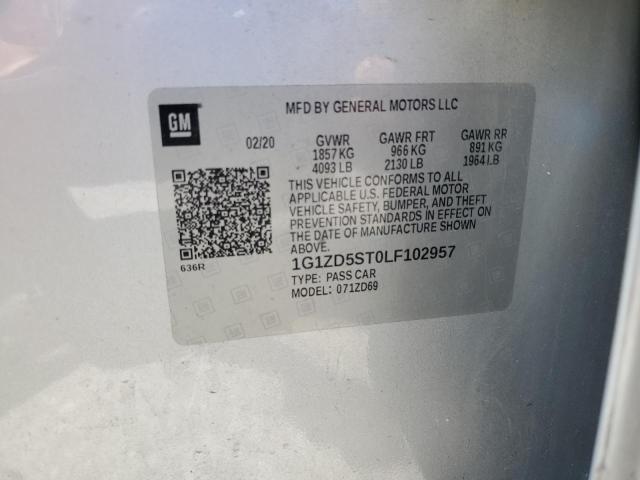 GM
MFD BY GENERAL MOTORS LLC
02/20 GVWR GAWR FRT GAWR RR
1857 KG 966 KG 891 KG
4093 LB 2130 LB 1964 LB
THIS VEHICLE CONFORMS TO ALL
APPLICABLE U.S. FEDERAL MOTOR
VEHICLE SAFETY, BUMPER, AND THEFT
PREVENTION STANDARDS IN EFFECT ON
THE DATE OF MANUFACTURE SHOWN
ABOVE.
636R
1G1ZD5ST0LF102957
TYPE: PASS CAR
MODEL: 071ZD69